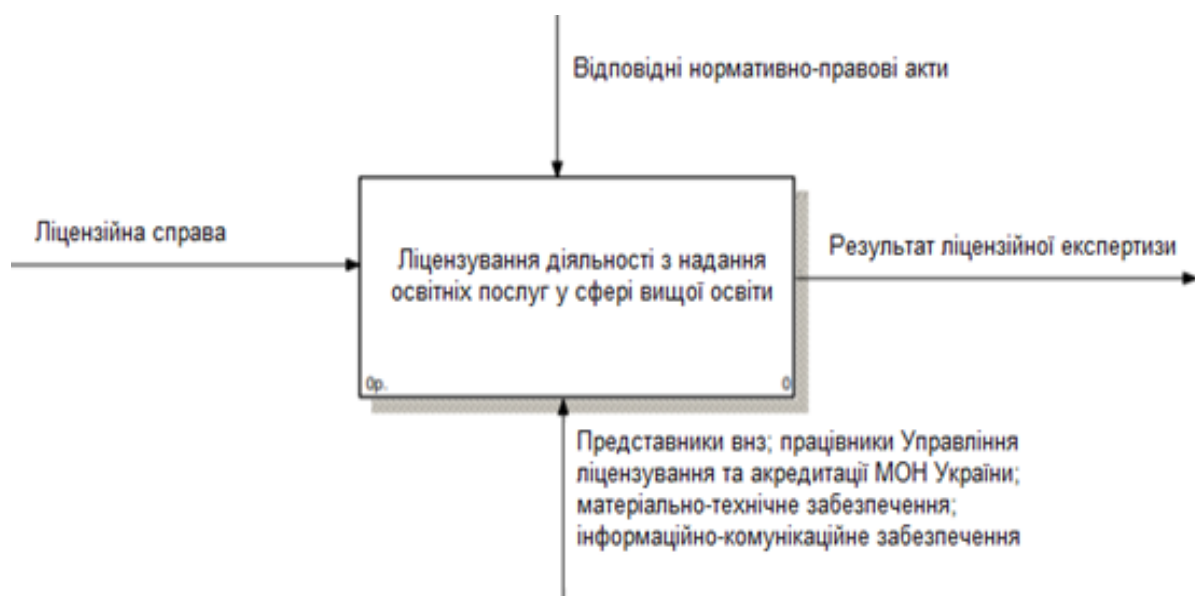 Відповідні нормативно-правові акти
Ліцензійна справа
Результат ліцензійної експертизи
Ліцензування діяльності з надання
освітніх послуг у сфері вищої освіти
0р.
0
Представники внз; працівники Управління
ліцензування та акредитації МОН України;
матеріально-технічне забезпечення;
інформаційно-комунікаційне забезпечення